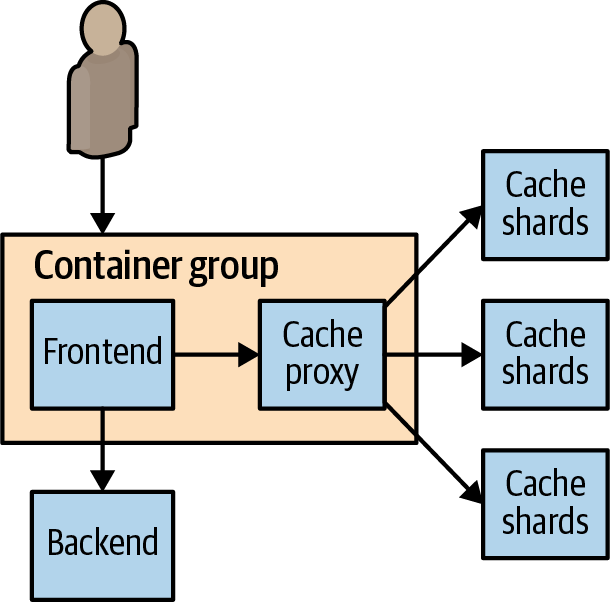 Container group
Frontend
Cache
proxy
Cache
shards
Cache
shards
Cache
shards
Backend